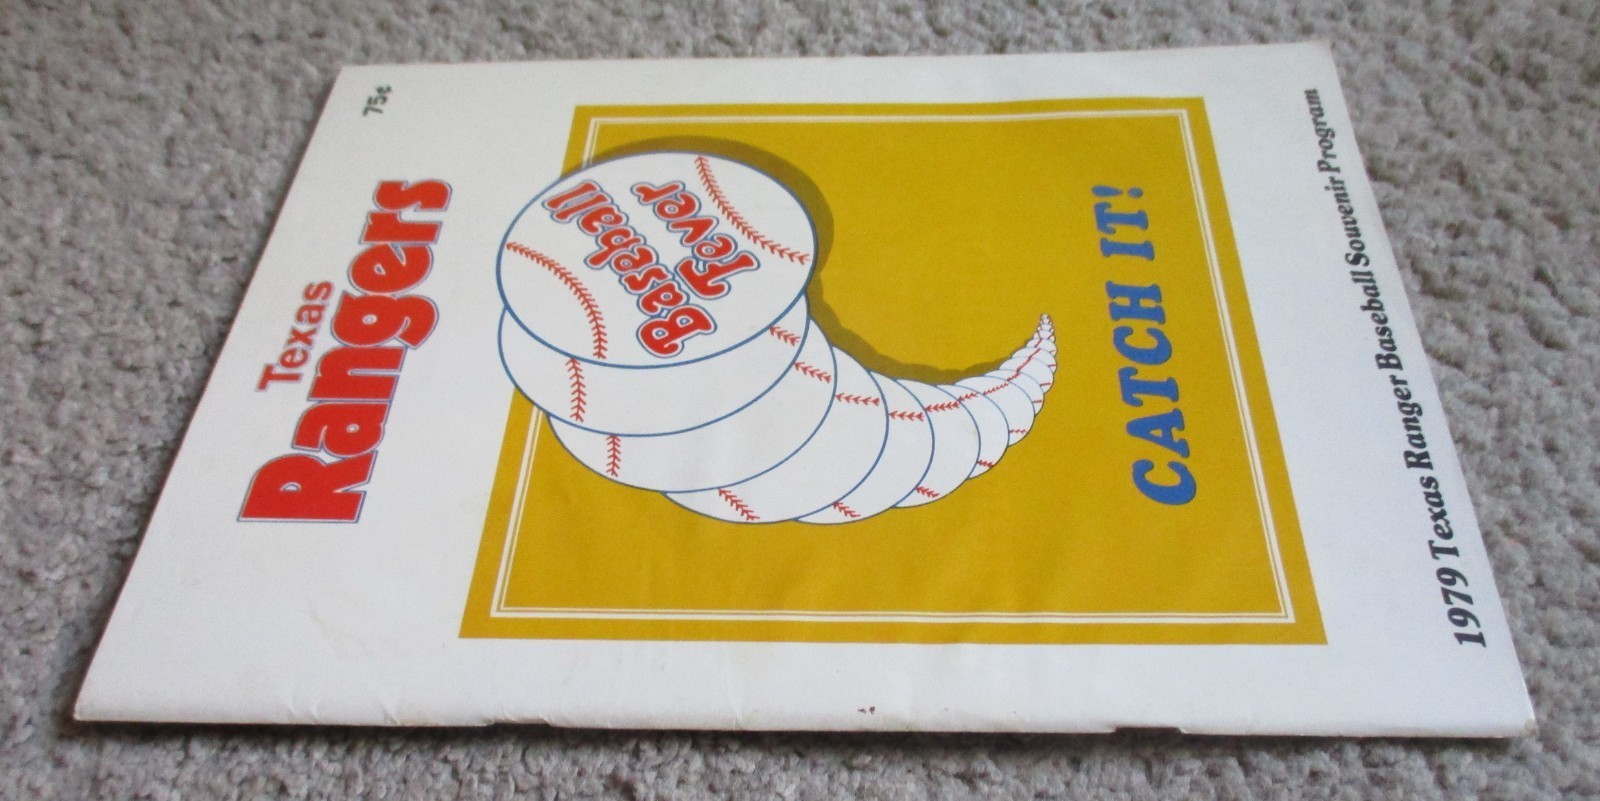 75¢
Texas
Rangers
Baseball
Fever
CATCH IT!
1979 Texas Ranger Baseball Souvenir Program